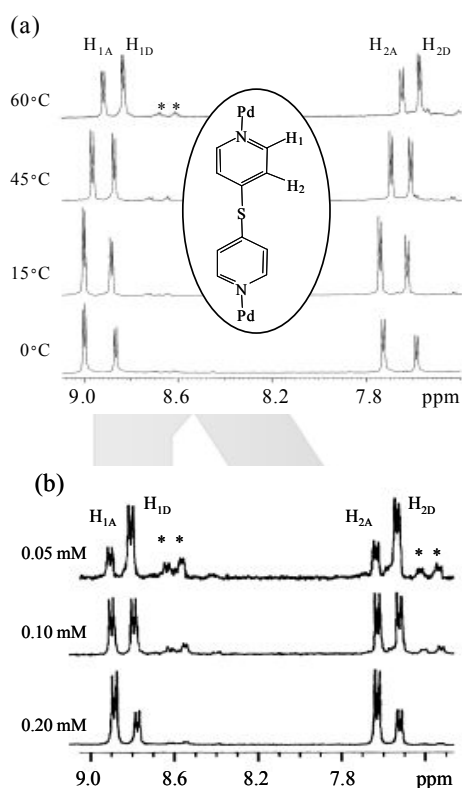 (a)
H1A H1D H2A H2D
60°C
* *
Pd
N
H1
45°C
H2
S
15°C
N
Pd
0°C
9.0 8.6 8.2 7.8 ppm
(b)
H1A H1D H2A H2D
* * * *
0.05 mM
0.10 mM
0.20 mM
9.0 8.6 8.2 7.8 ppm